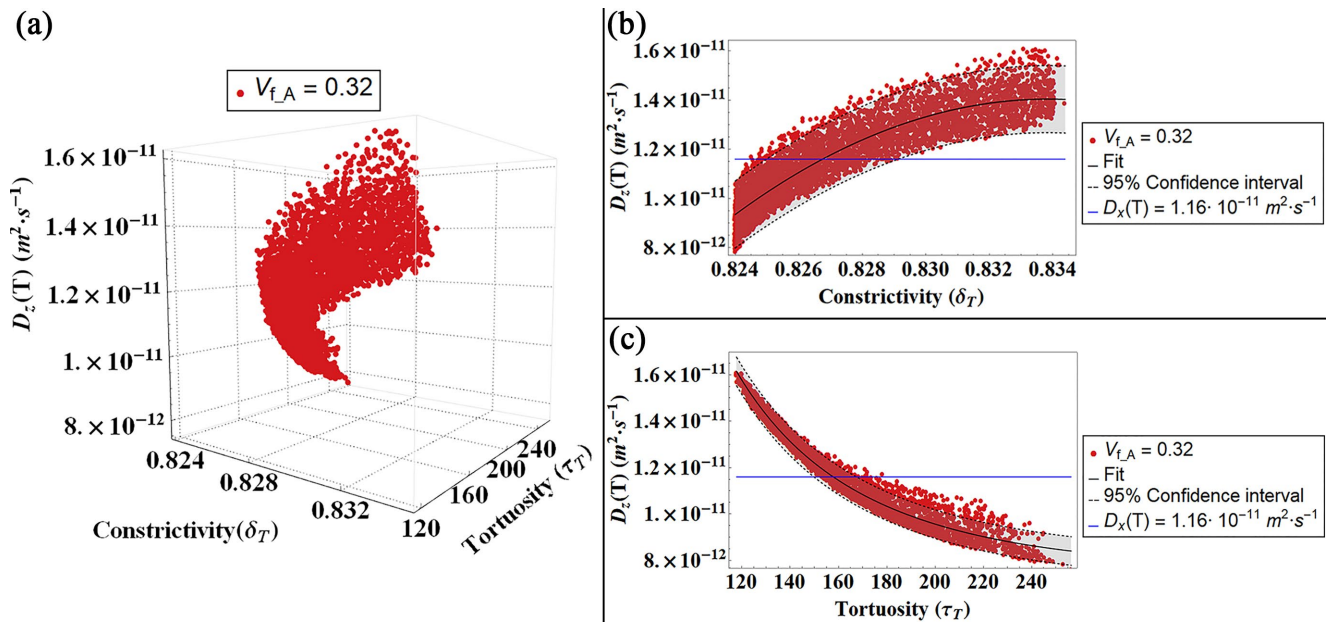 (a)
V_f_A = 0.32
1.6 × 10⁻¹¹
1.4 × 10⁻¹¹
1.2 × 10⁻¹¹
1. × 10⁻¹¹
8. × 10⁻¹²
D_z(T) (m²·s⁻¹)
0.824
0.828
0.832
Constrictivity(δ_T)
120
160
200
240
Tortuosity (τ_T)
(b)
1.6 × 10⁻¹¹
1.4 × 10⁻¹¹
1.2 × 10⁻¹¹
1. × 10⁻¹¹
8. × 10⁻¹²
D_z(T) (m²·s⁻¹)
0.824 0.826 0.828 0.830 0.832 0.834
Constrictivity (δ_T)
V_f_A = 0.32
Fit
95% Confidence interval
D_x(T) = 1.16· 10⁻¹¹ m²·s⁻¹
(c)
1.6 × 10⁻¹¹
1.4 × 10⁻¹¹
1.2 × 10⁻¹¹
1. × 10⁻¹¹
8. × 10⁻¹²
D_z(T) (m²·s⁻¹)
120 140 160 180 200 220 240
Tortuosity (τ_T)
V_f_A = 0.32
Fit
95% Confidence interval
D_x(T) = 1.16· 10⁻¹¹ m²·s⁻¹